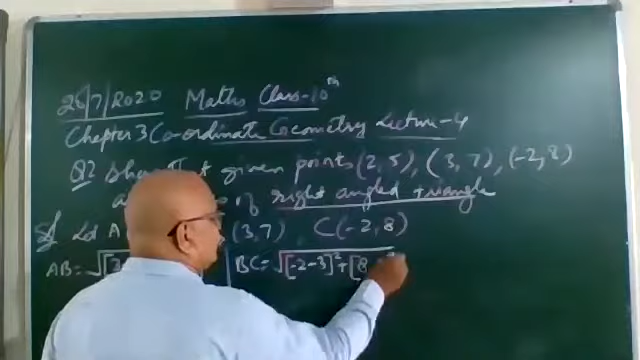 25/7/2020 Maths Class-10th
Chapter 3 Co-ordinate Geometry Lecture-4
Q2 Show that given points (2, 5), (3, 7), (-2, 8)
of right angled triangle
Let A (3, 7) C(-2, 8)
AB=√[3 BC=√[-2-3]²+[8